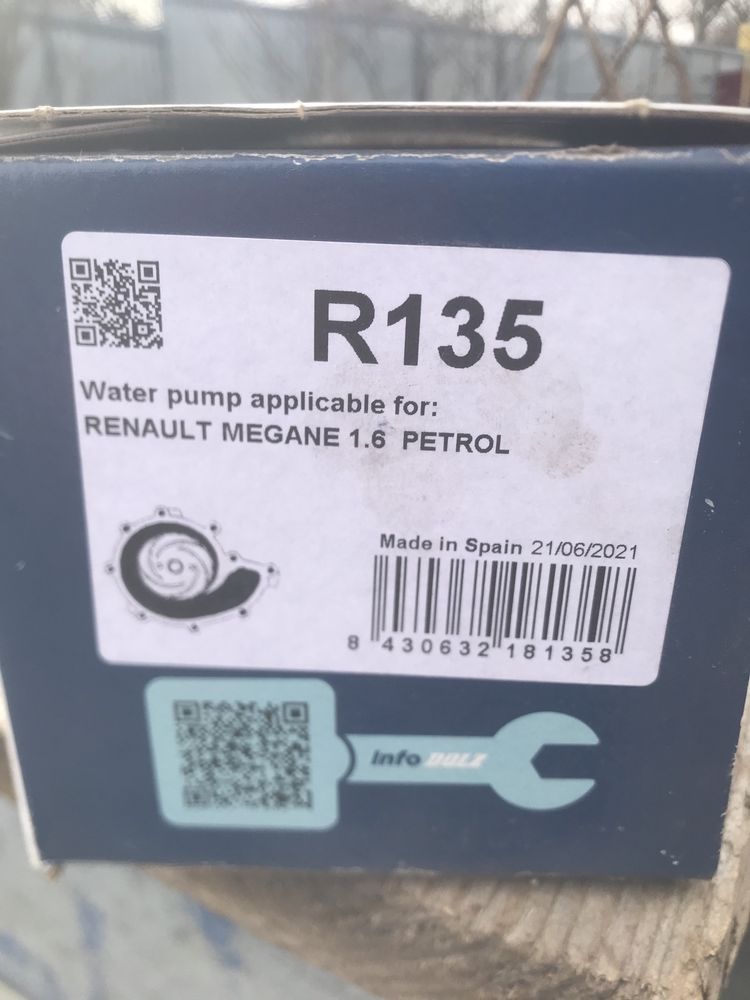 R135
Water pump applicable for:
RENAULT MEGANE 1.6 PETROL
Made in Spain 21/06/2021
8 430632 181358
info DOLZ